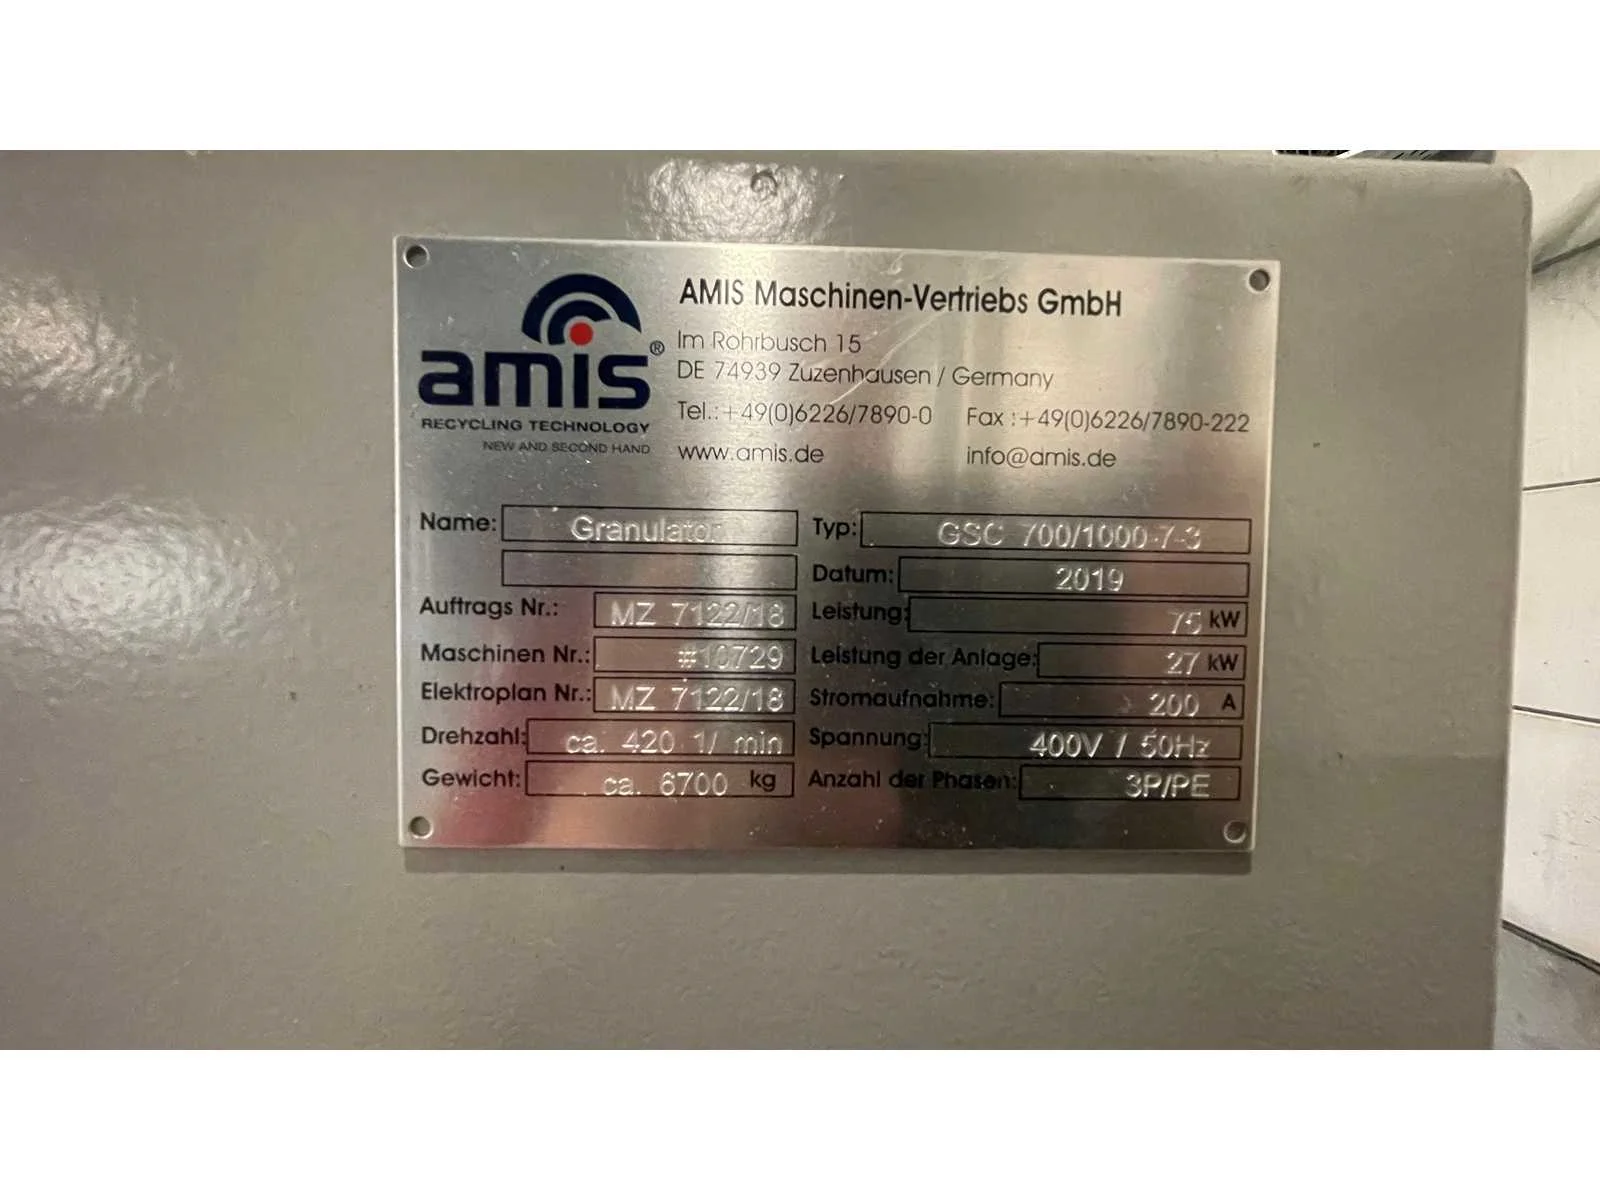 amis®
RECYCLING TECHNOLOGY
NEW AND SECOND HAND
AMIS Maschinen-Vertriebs GmbH
Im Rohrbusch 15
DE 74939 Zuzenhausen / Germany
Tel.: +49(0)6226/7890-0 Fax :+49(0)6226/7890-222
www.amis.de info@amis.de
Name: Granulator Typ: GSC 700/1000-7-3
Datum: 2019
Auftrags Nr.: MZ 7122/18 Leistung: 75 kW
Maschinen Nr.: #10729 Leistung der Anlage: 27 kW
Elektroplan Nr.: MZ 7122/18 Stromaufnahme: 200 A
Drehzahl: ca. 420 1/ min Spannung: 400V / 50Hz
Gewicht: ca. 6700 kg Anzahl der Phasen: 3P/PE